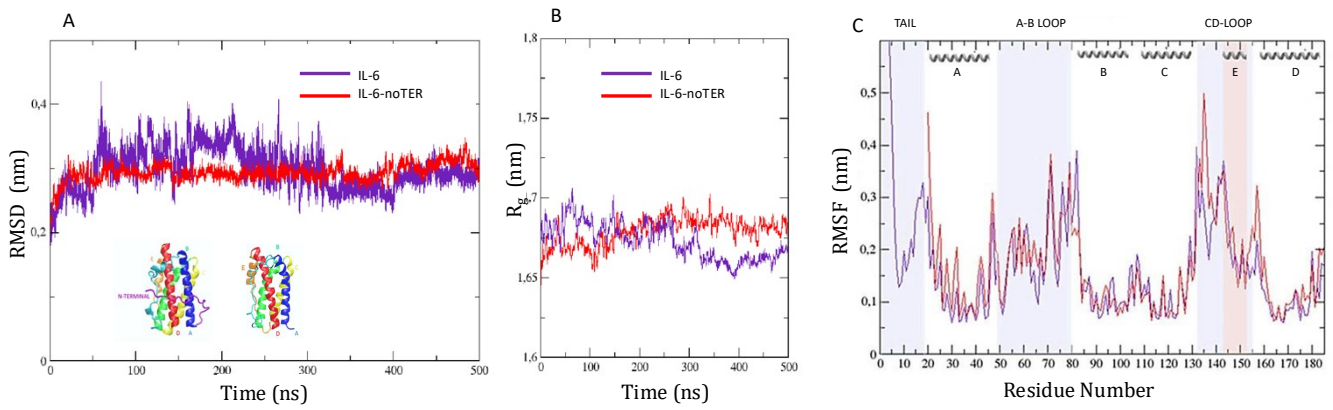 A
RMSD (nm)
0,4
0,2
0
IL-6
IL-6-noTER
N-TERMINAL
E
B
C
D
A
E
B
C
D
A
0 100 200 300 400 500
Time (ns)
B
Rg (nm)
1,8
1,75
1,7
1,65
1,6
IL-6
IL-6-noTER
0 100 200 300 400 500
Time (ns)
C
TAIL A-B LOOP CD-LOOP
A B C E D
RMSF (nm)
0,5
0,4
0,3
0,2
0,1
0
0 10 20 30 40 50 60 70 80 90 100 110 120 130 140 150 160 170 180
Residue Number